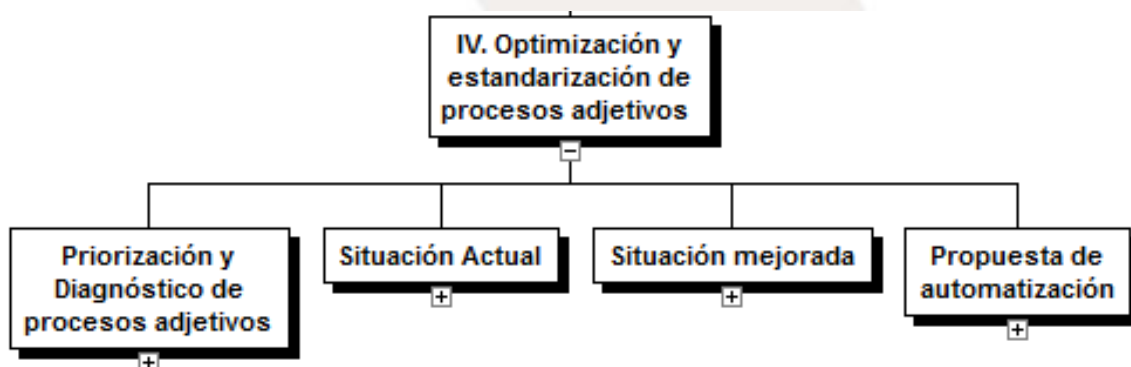 IV. Optimización y
estandarización de
procesos adjetivos
Priorización y
Diagnóstico de
procesos adjetivos
Situación Actual
Situación mejorada
Propuesta de
automatización